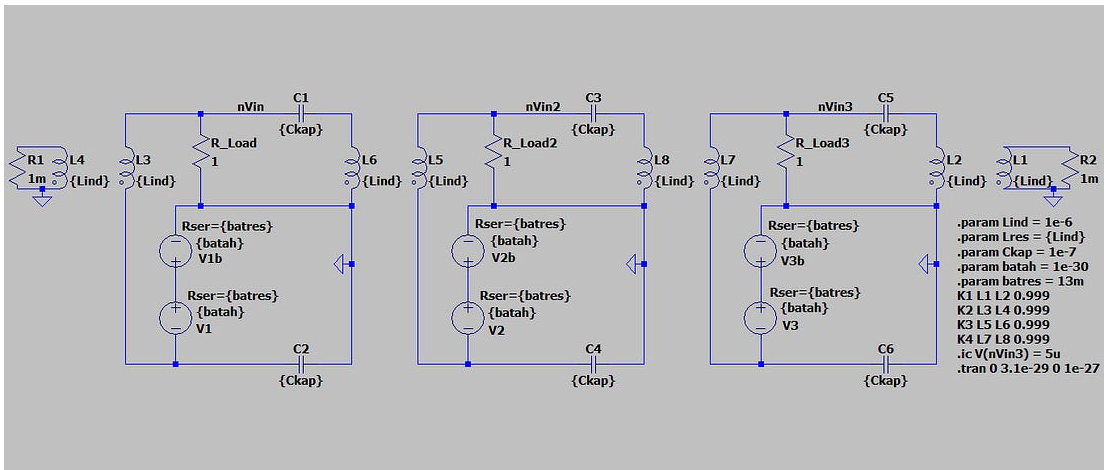 C1
C3
C5
nVin
nVin2
nVin3
{Ckap}
{Ckap}
{Ckap}
R1
1m
L4
{Lind}
L3
{Lind}
R_Load
1
L6
{Lind}
L5
{Lind}
R_Load2
1
L8
{Lind}
L7
{Lind}
R_Load3
1
L2
{Lind}
L1
{Lind}
R2
1m
Rser={batres}
{batah}
V1b
Rser={batres}
{batah}
V2b
Rser={batres}
{batah}
V3b
Rser={batres}
{batah}
V1
Rser={batres}
{batah}
V2
Rser={batres}
{batah}
V3
C2
{Ckap}
C4
{Ckap}
C6
{Ckap}
.param Lind = 1e-6
.param Lres = {Lind}
.param Ckap = 1e-7
.param batah = 1e-30
.param batres = 13m
K1 L1 L2 0.999
K2 L3 L4 0.999
K3 L5 L6 0.999
K4 L7 L8 0.999
.ic V(nVin3) = 5u
.tran 0 3.1e-29 0 1e-27